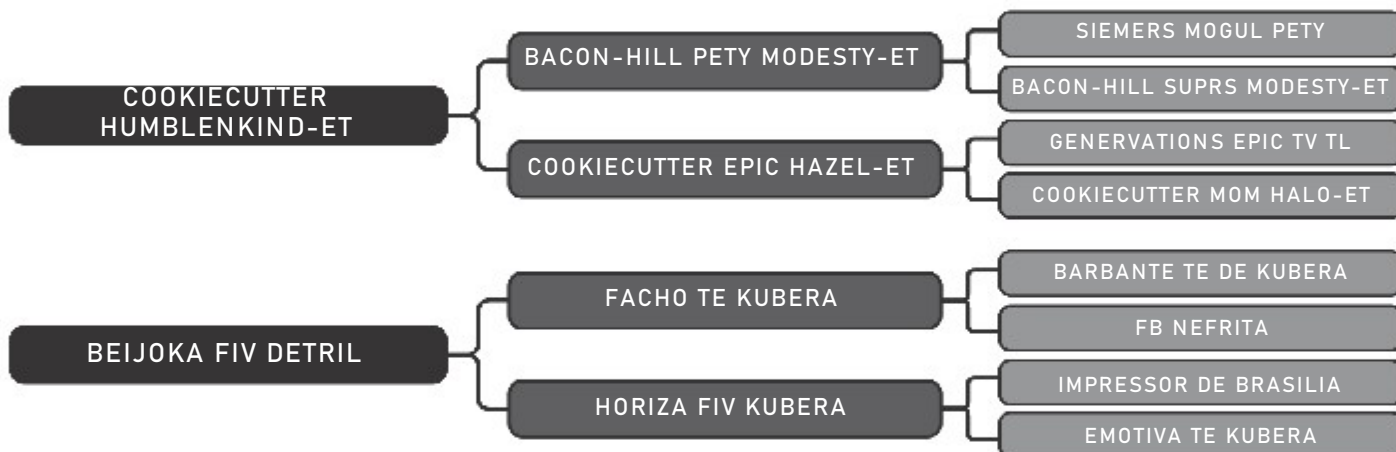 COOKIECUTTER
HUMBLENKIND-ET
BACON-HILL PETY MODESTY-ET
SIEMERS MOGUL PETY
BACON-HILL SUPRS MODESTY-ET
COOKIECUTTER EPIC HAZEL-ET
GENERVATIONS EPIC TV TL
COOKIECUTTER MOM HALO-ET
BEIJOKA FIV DETRIL
FACHO TE KUBERA
BARBANTE TE DE KUBERA
FB NEFRITA
HORIZA FIV KUBERA
IMPRESSOR DE BRASILIA
EMOTIVA TE KUBERA